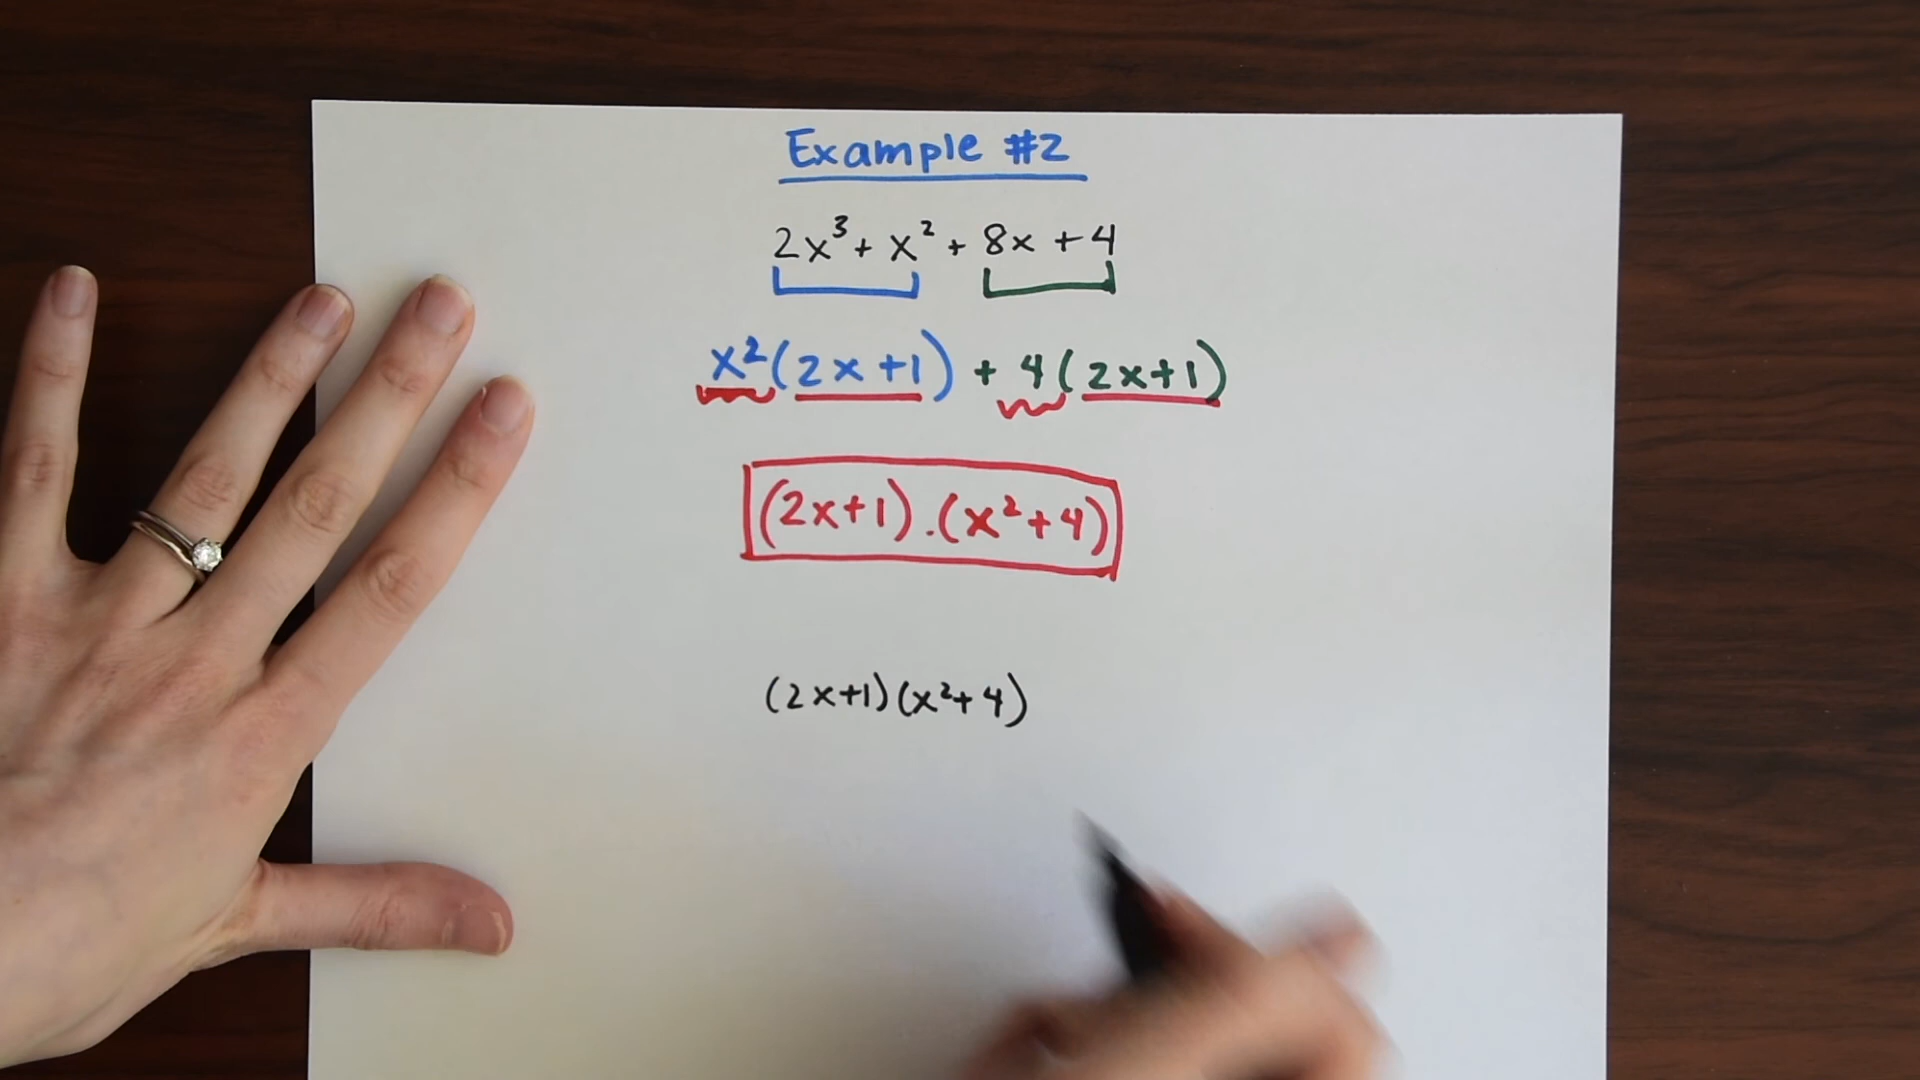 Example #2
2x³ + x² + 8x + 4
x²(2x+1) + 4(2x+1)
(2x+1).(x²+4)
(2x+1)(x²+4)